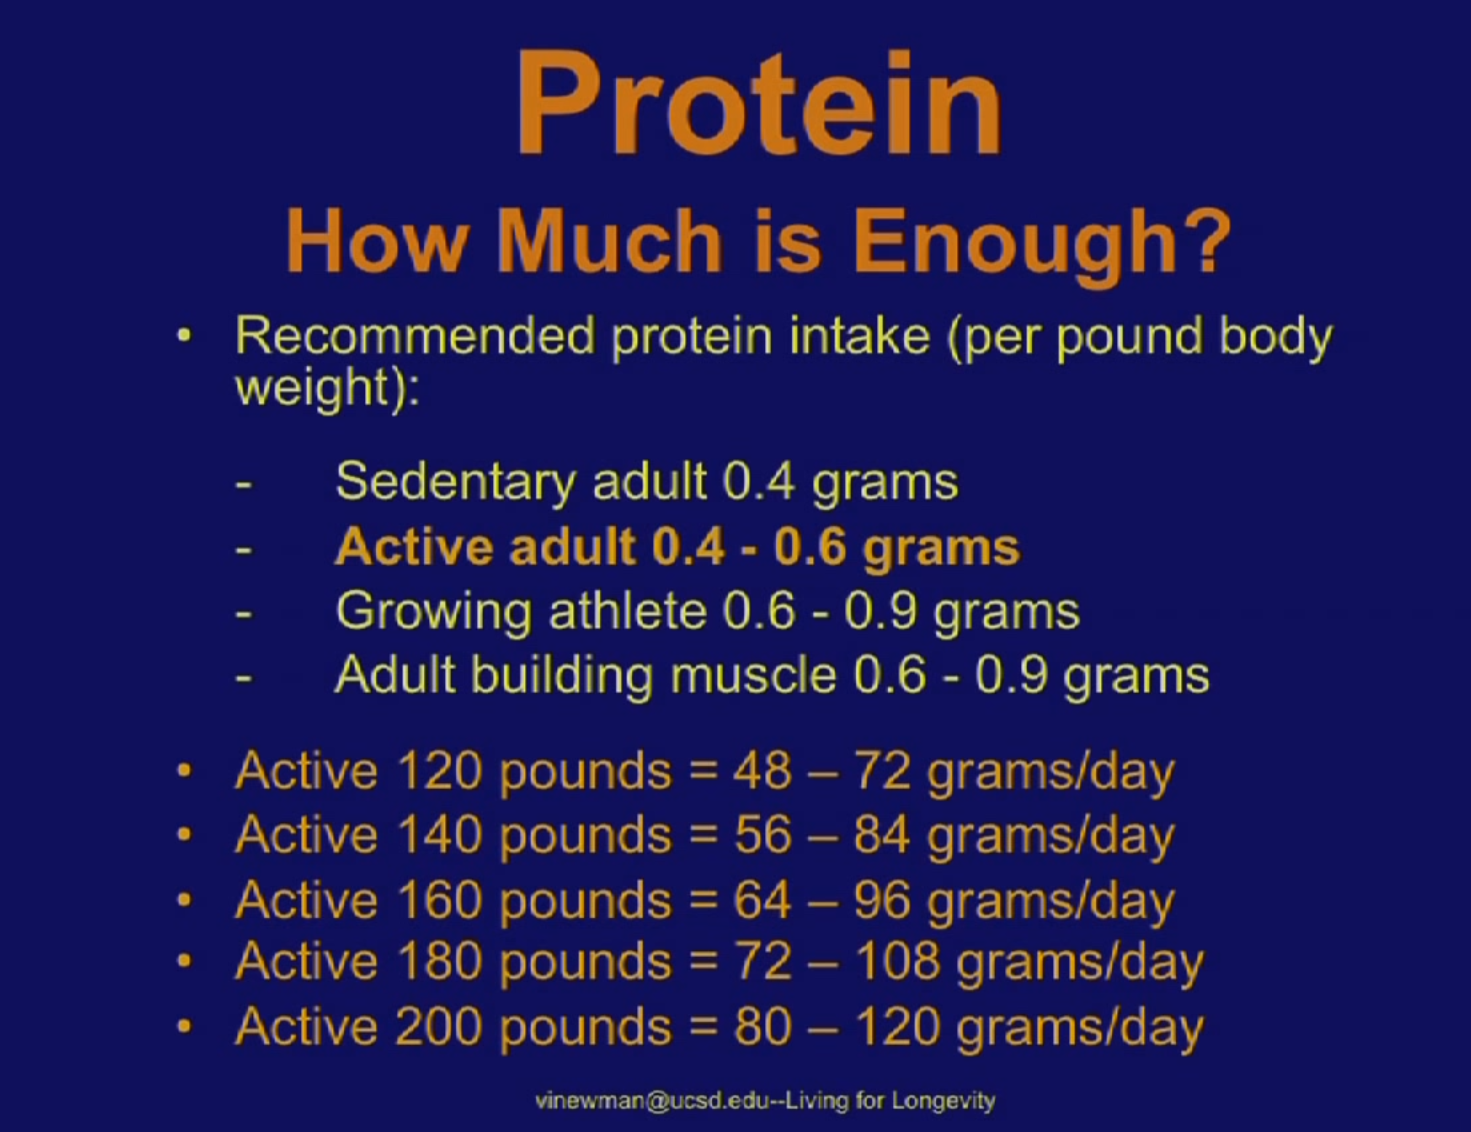 Protein
How Much is Enough?
• Recommended protein intake (per pound body
weight):
- Sedentary adult 0.4 grams
- Active adult 0.4 - 0.6 grams
- Growing athlete 0.6 - 0.9 grams
- Adult building muscle 0.6 - 0.9 grams
• Active 120 pounds = 48 – 72 grams/day
• Active 140 pounds = 56 – 84 grams/day
• Active 160 pounds = 64 – 96 grams/day
• Active 180 pounds = 72 – 108 grams/day
• Active 200 pounds = 80 – 120 grams/day
vinewman@ucsd.edu--Living for Longevity